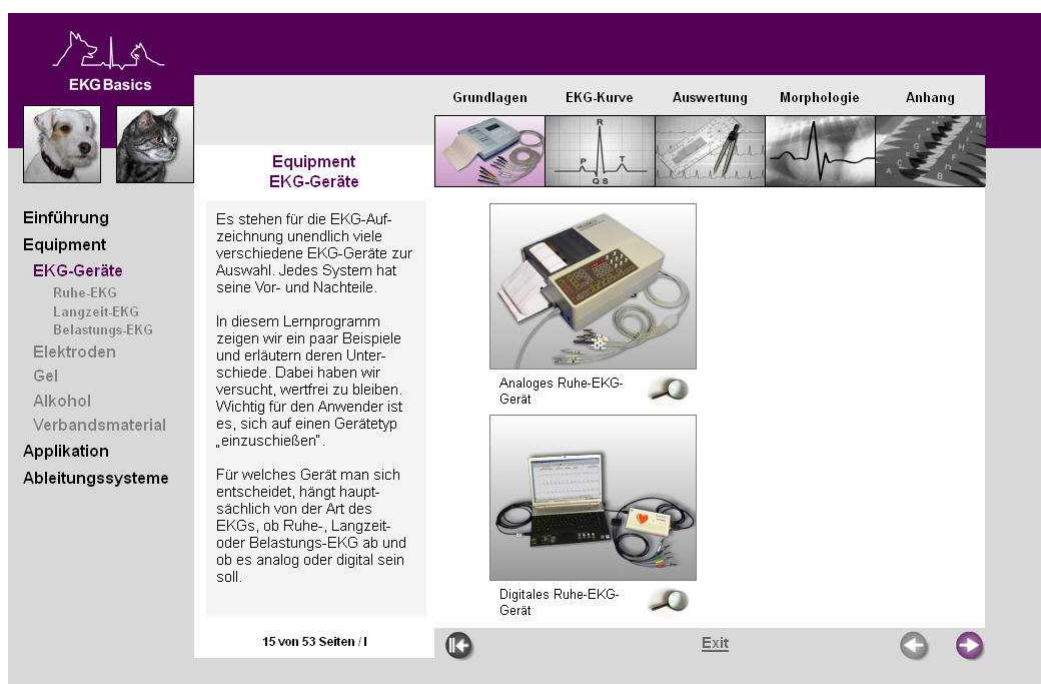 EKG Basics
Grundlagen
EKG-Kurve
Auswertung
Morphologie
Anhang
R
P
T
Q S
Equipment
EKG-Geräte
Einführung
Equipment
EKG-Geräte
Ruhe-EKG
Langzeit-EKG
Belastungs-EKG
Elektroden
Gel
Alkohol
Verbandsmaterial
Applikation
Ableitungssysteme
Es stehen für die EKG-Auf-
zeichnung unendlich viele
verschiedene EKG-Geräte zur
Auswahl. Jedes System hat
seine Vor- und Nachteile.
In diesem Lernprogramm
zeigen wir ein paar Beispiele
und erläutern deren Unter-
schiede. Dabei haben wir
versucht, wertfrei zu bleiben.
Wichtig für den Anwender ist
es, sich auf einen Gerätetyp
„einzuschießen".
Für welches Gerät man sich
entscheidet, hängt haupt-
sächlich von der Art des
EKGs, ob Ruhe-, Langzeit-
oder Belastungs-EKG ab und
ob es analog oder digital sein
soll.
Analoges Ruhe-EKG-
Gerät
Digitales Ruhe-EKG-
Gerät
15 von 53 Seiten / I
Exit